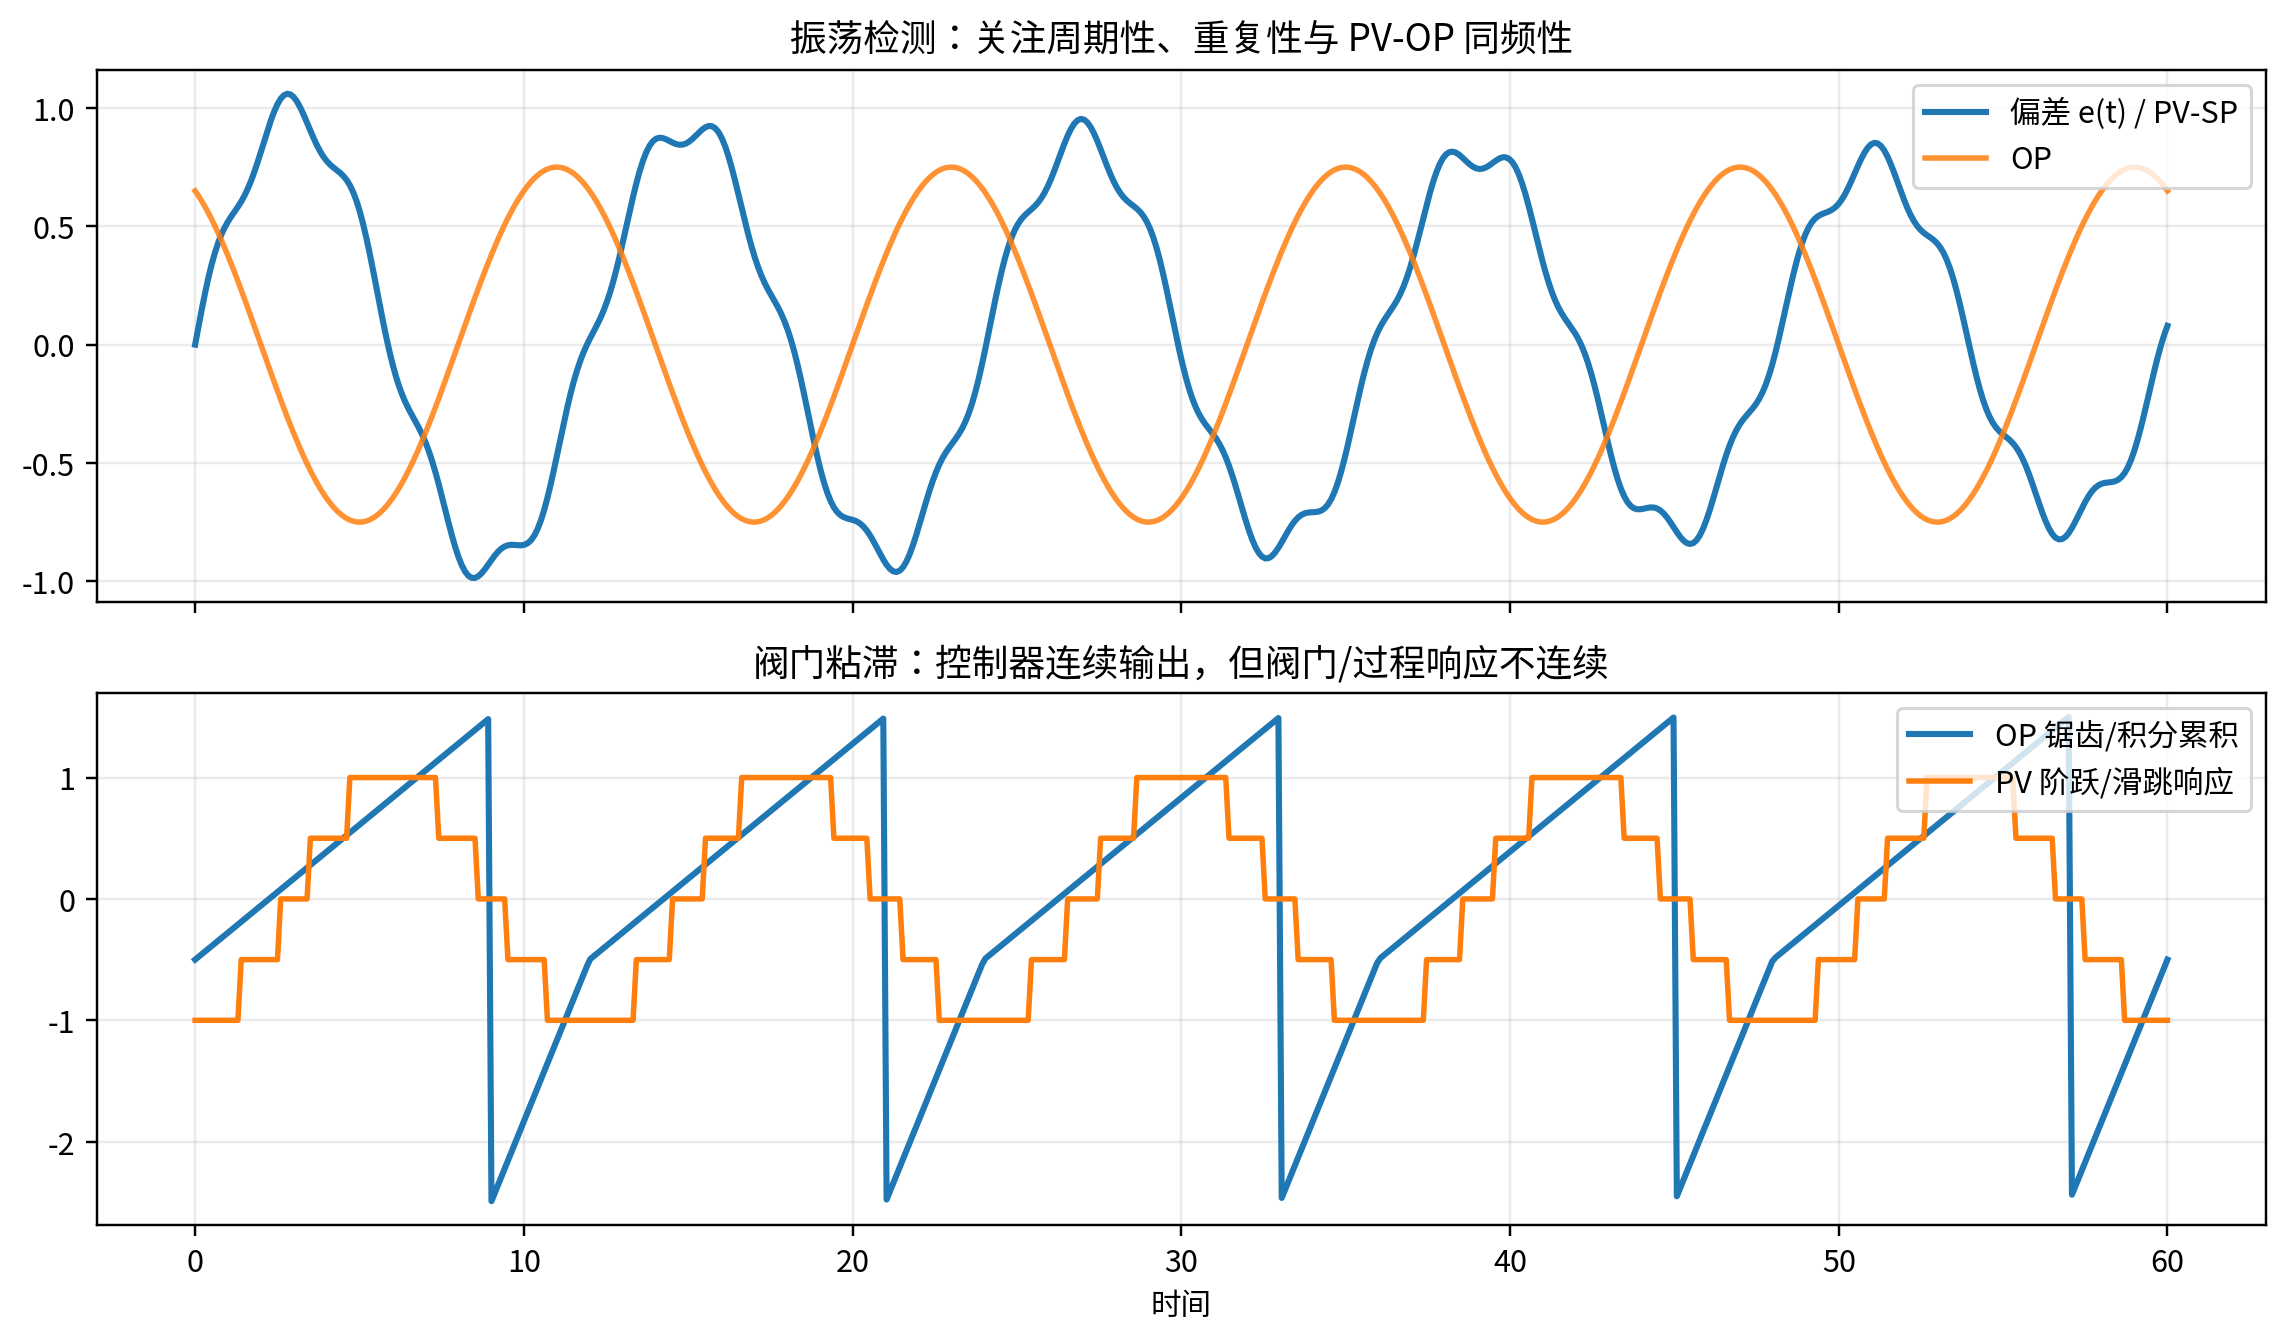 振荡检测：关注周期性、重复性与 PV-OP 同频性
1.0
0.5
0.0
-0.5
-1.0
偏差 e(t) / PV-SP
OP
阀门粘滞：控制器连续输出，但阀门/过程响应不连续
1
0
-1
-2
OP 锯齿/积分累积
PV 阶跃/滑跳响应
0 10 20 30 40 50 60
时间